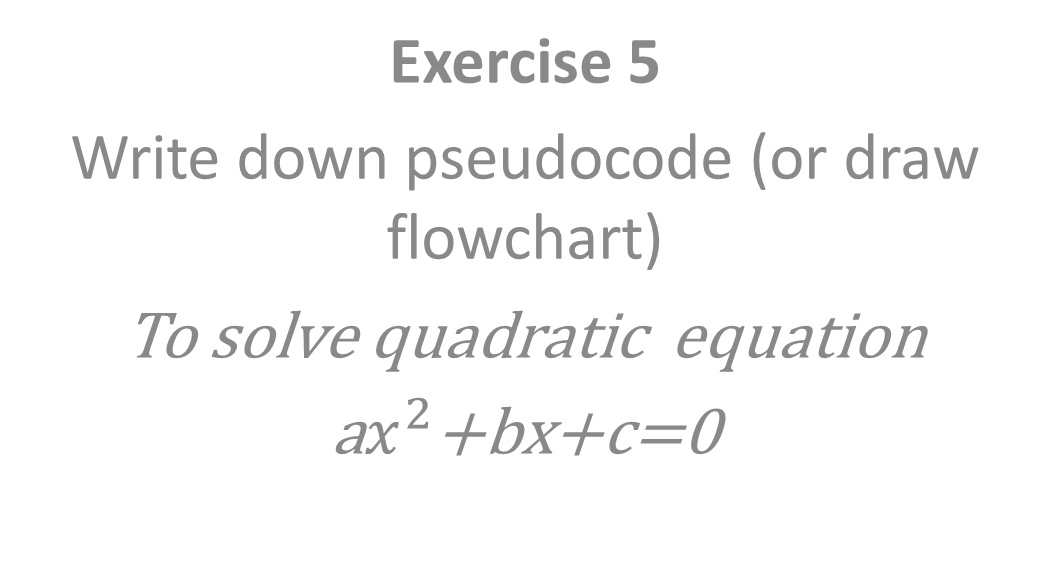 Exercise 5
Write down pseudocode (or draw
flowchart)
To solve quadratic equation
ax² +bx+c=0